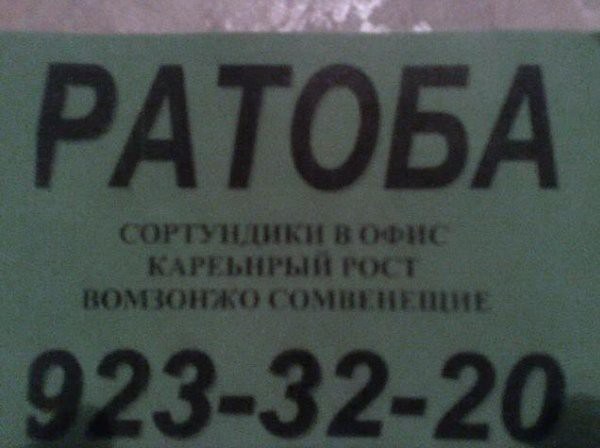 РАТОБА
СОРТУНДИКИ В ОФИС
КАРЕЬНРЫЙ РОСТ
ВОМЗОНЖО СОМВЕНЕЩИЕ
923-32-20